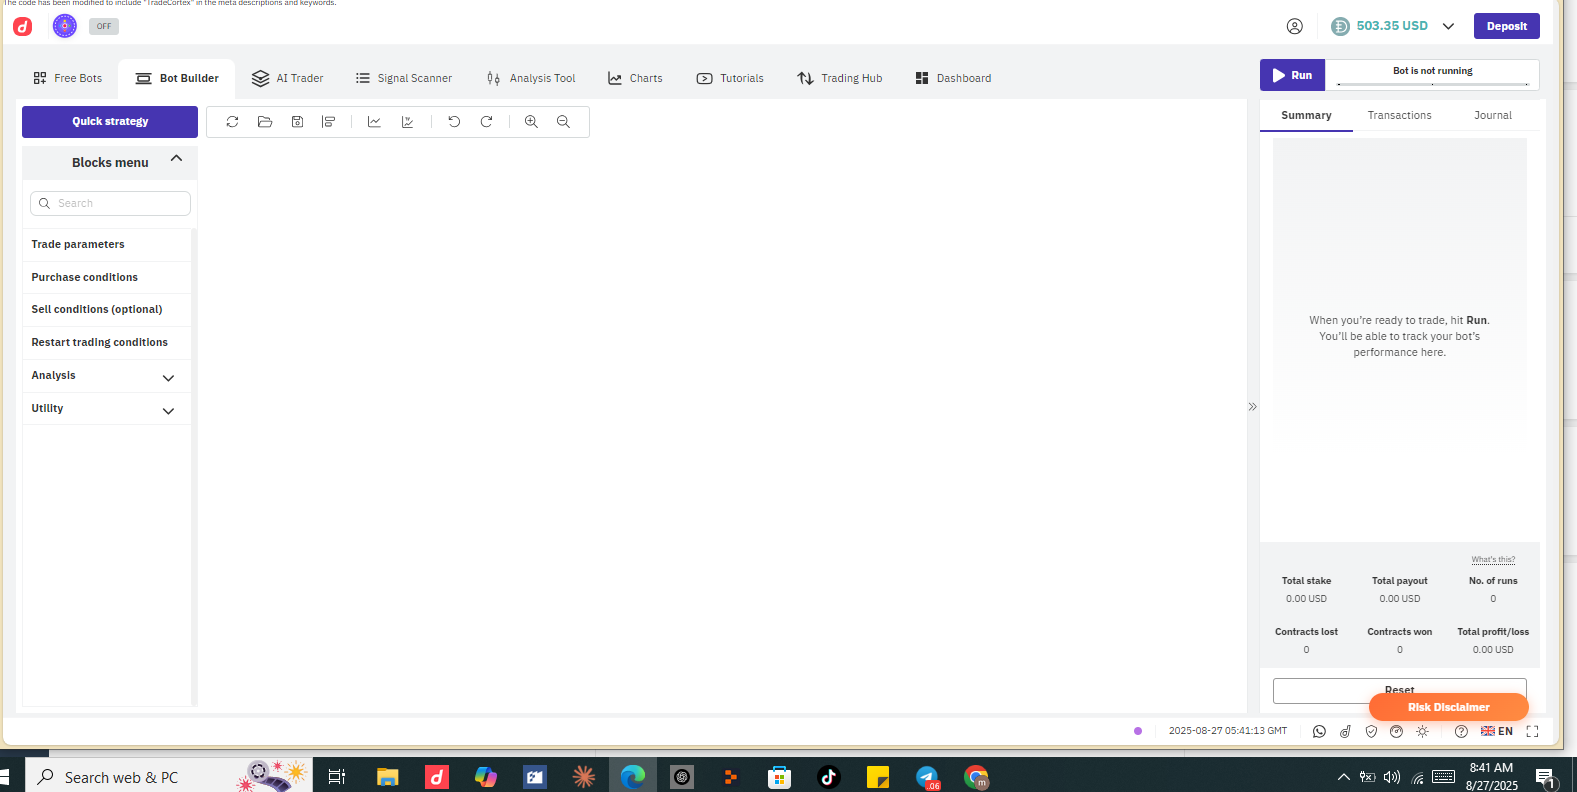 The code has been modified to include "TradeCortex" in the meta descriptions and keywords.
OFF
503.35 USD
Deposit
Free Bots
Bot Builder
AI Trader
Signal Scanner
Analysis Tool
Charts
Tutorials
Trading Hub
Dashboard
Run
Bot is not running
Quick strategy
Summary
Transactions
Journal
Blocks menu
Search
Trade parameters
Purchase conditions
Sell conditions (optional)
Restart trading conditions
Analysis
Utility
When you're ready to trade, hit Run.
You'll be able to track your bot's
performance here.
What's this?
Total stake
Total payout
No. of runs
0.00 USD
0.00 USD
0
Contracts lost
Contracts won
Total profit/loss
0
0
0.00 USD
Reset
Risk Disclaimer
2025-08-27 05:41:13 GMT
EN
Search web & PC
.06
m
8:41 AM
8/27/2025
1